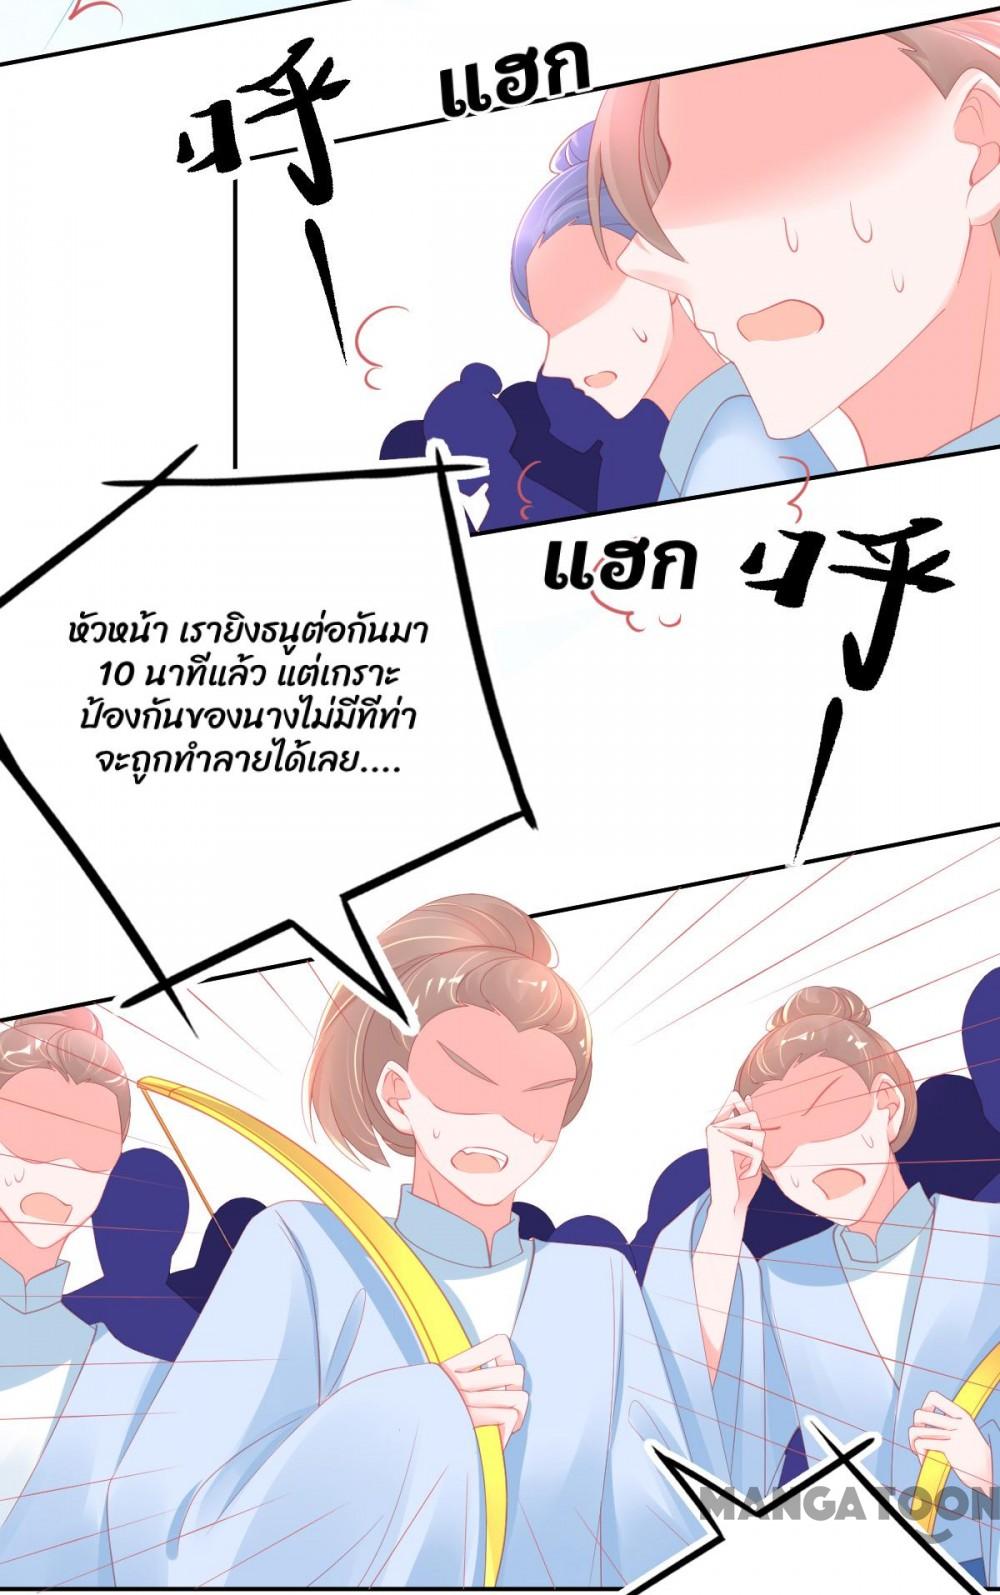 呼
แฮก
แฮก
呼
หัวหน้า เรายิงธนูต่อกันมา
10 นาทีแล้ว แต่เกราะ
ป้องกันของนางไม่มีทีท่า
จะถูกทำลายได้เลย....
MANGATOON